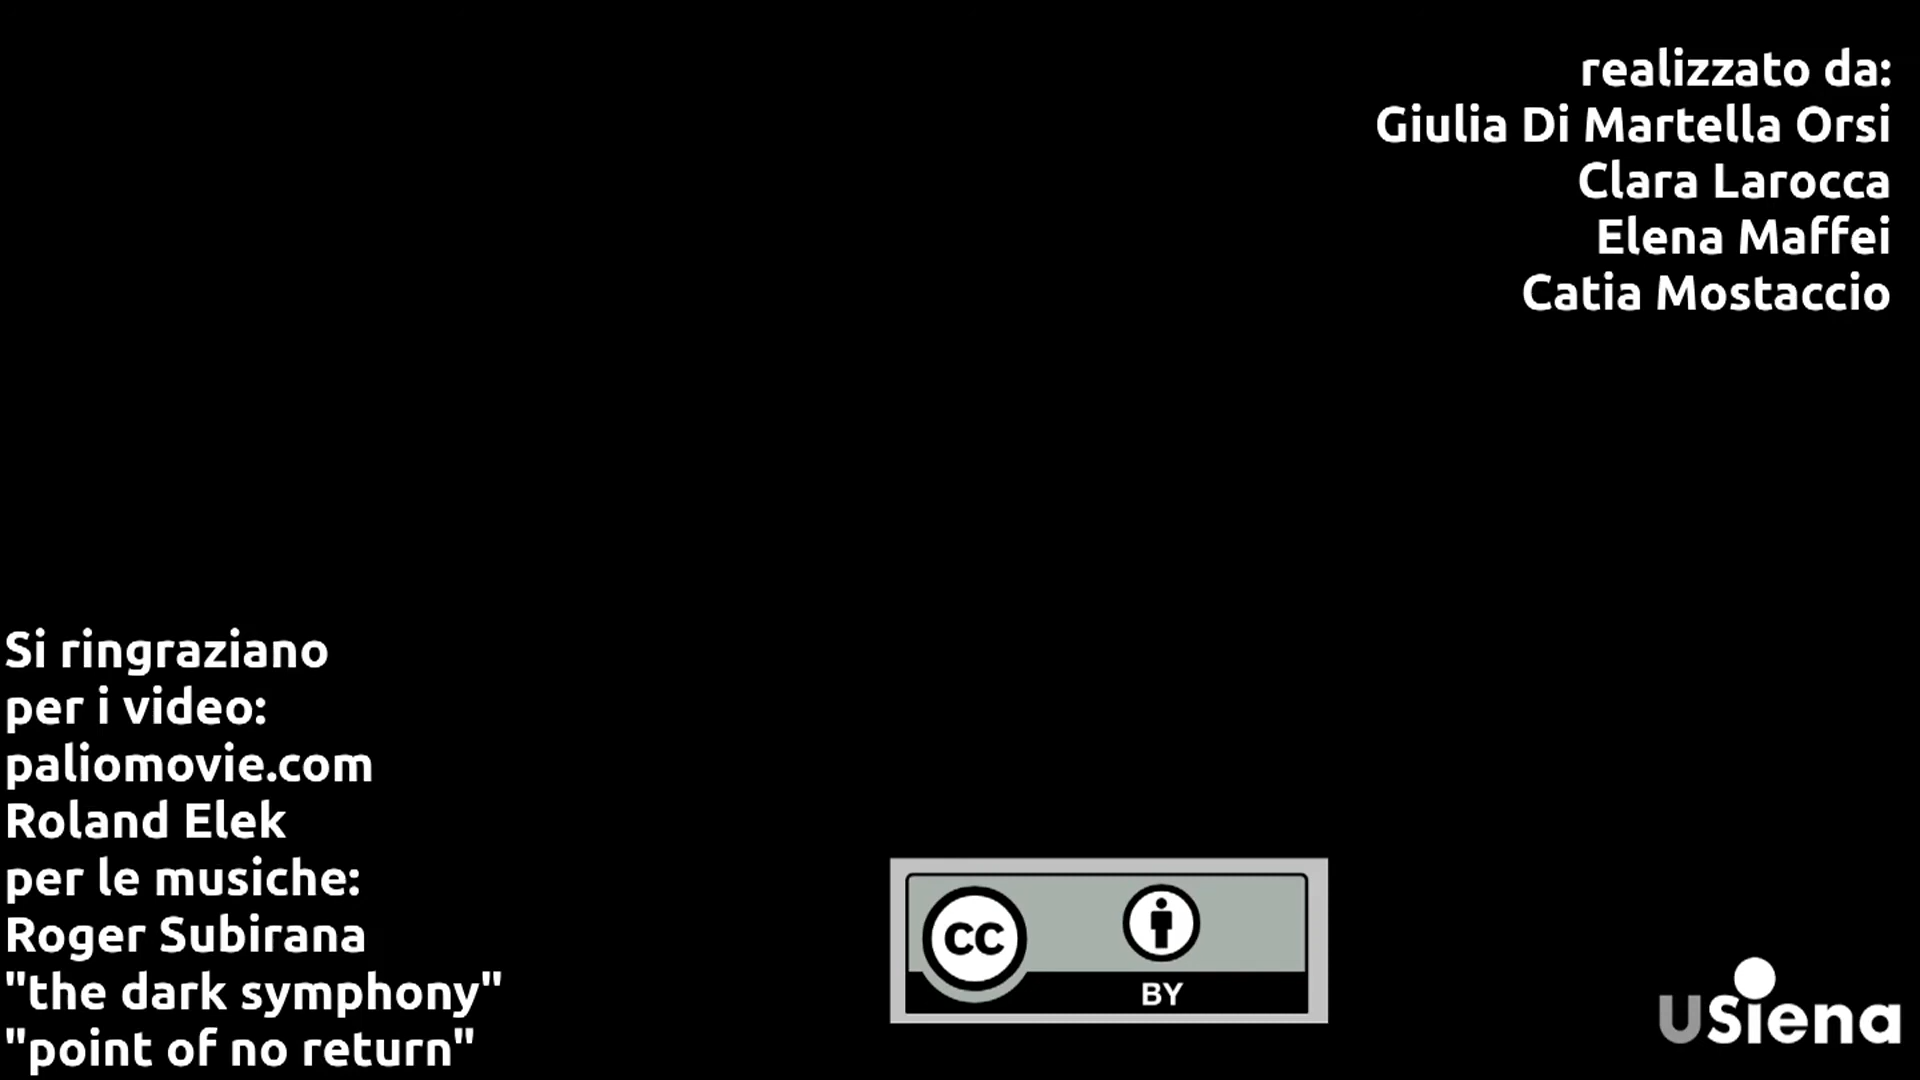 realizzato da:
Giulia Di Martella Orsi
Clara Larocca
Elena Maffei
Catia Mostaccio
Si ringraziano
per i video:
paliomovie.com
Roland Elek
per le musiche:
Roger Subirana
"the dark symphony"
"point of no return"
CC
BY
USiena